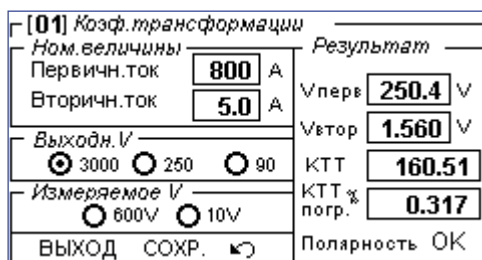 [01] Коэф.трансформации
Ном.величины
Первичн.ток 800 А
Вторичн.ток 5.0 А
Выходн.V
3000 250 90
Измеряемое V
600V 10V
ВЫХОД СОХР.
Результат
Vперв 250.4 V
Vвтор 1.560 V
КТТ 160.51
КТТ %
погр. 0.317
Полярность OK